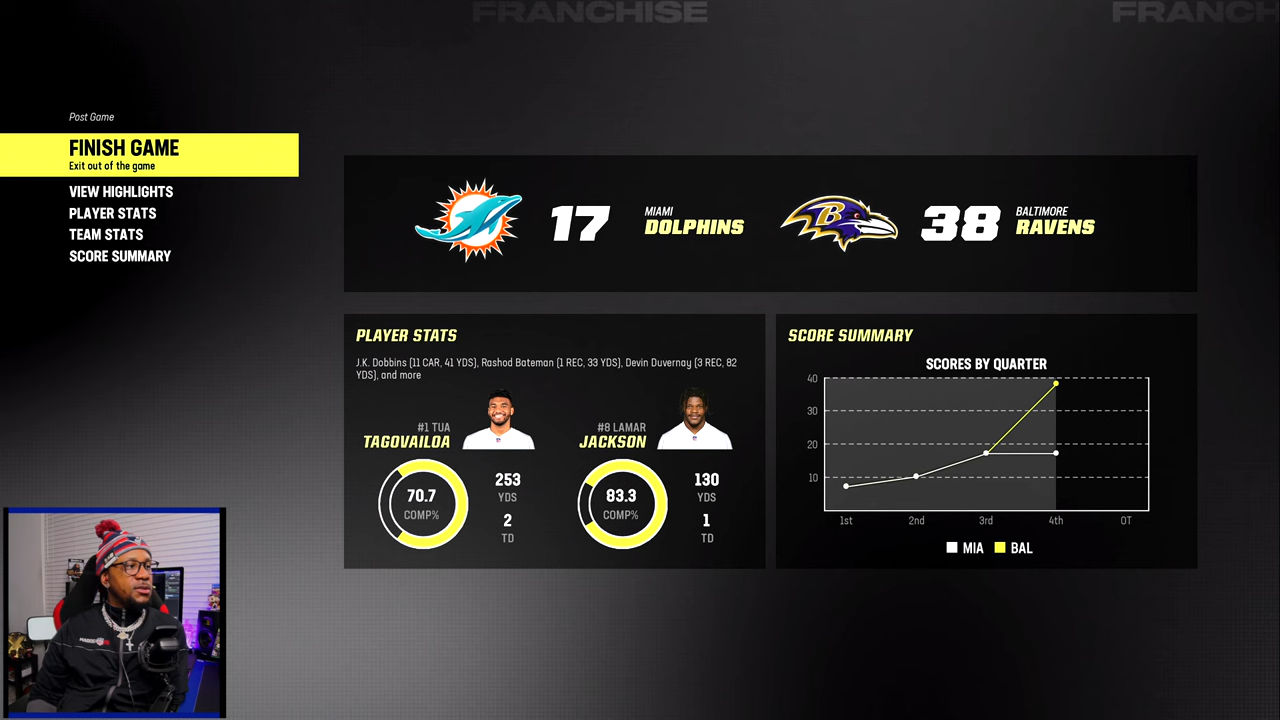 FRANCHISE
FRANCH
Post Game
FINISH GAME
Exit out of the game
VIEW HIGHLIGHTS
PLAYER STATS
TEAM STATS
SCORE SUMMARY
17
MIAMI
DOLPHINS
B
38
BALTIMORE
RAVENS
PLAYER STATS
J.K. Dobbins (11 CAR, 41 YDS), Rashod Bateman (1 REC, 33 YDS), Devin Duvernay (3 REC, 82
YDS), and more
#1 TUA
TAGOVAILOA
70.7
COMP%
253
YDS
2
TD
#8 LAMAR
JACKSON
83.3
COMP%
130
YDS
1
TD
SCORE SUMMARY
SCORES BY QUARTER
40
30
20
10
1st 2nd 3rd 4th OT
MIA BAL